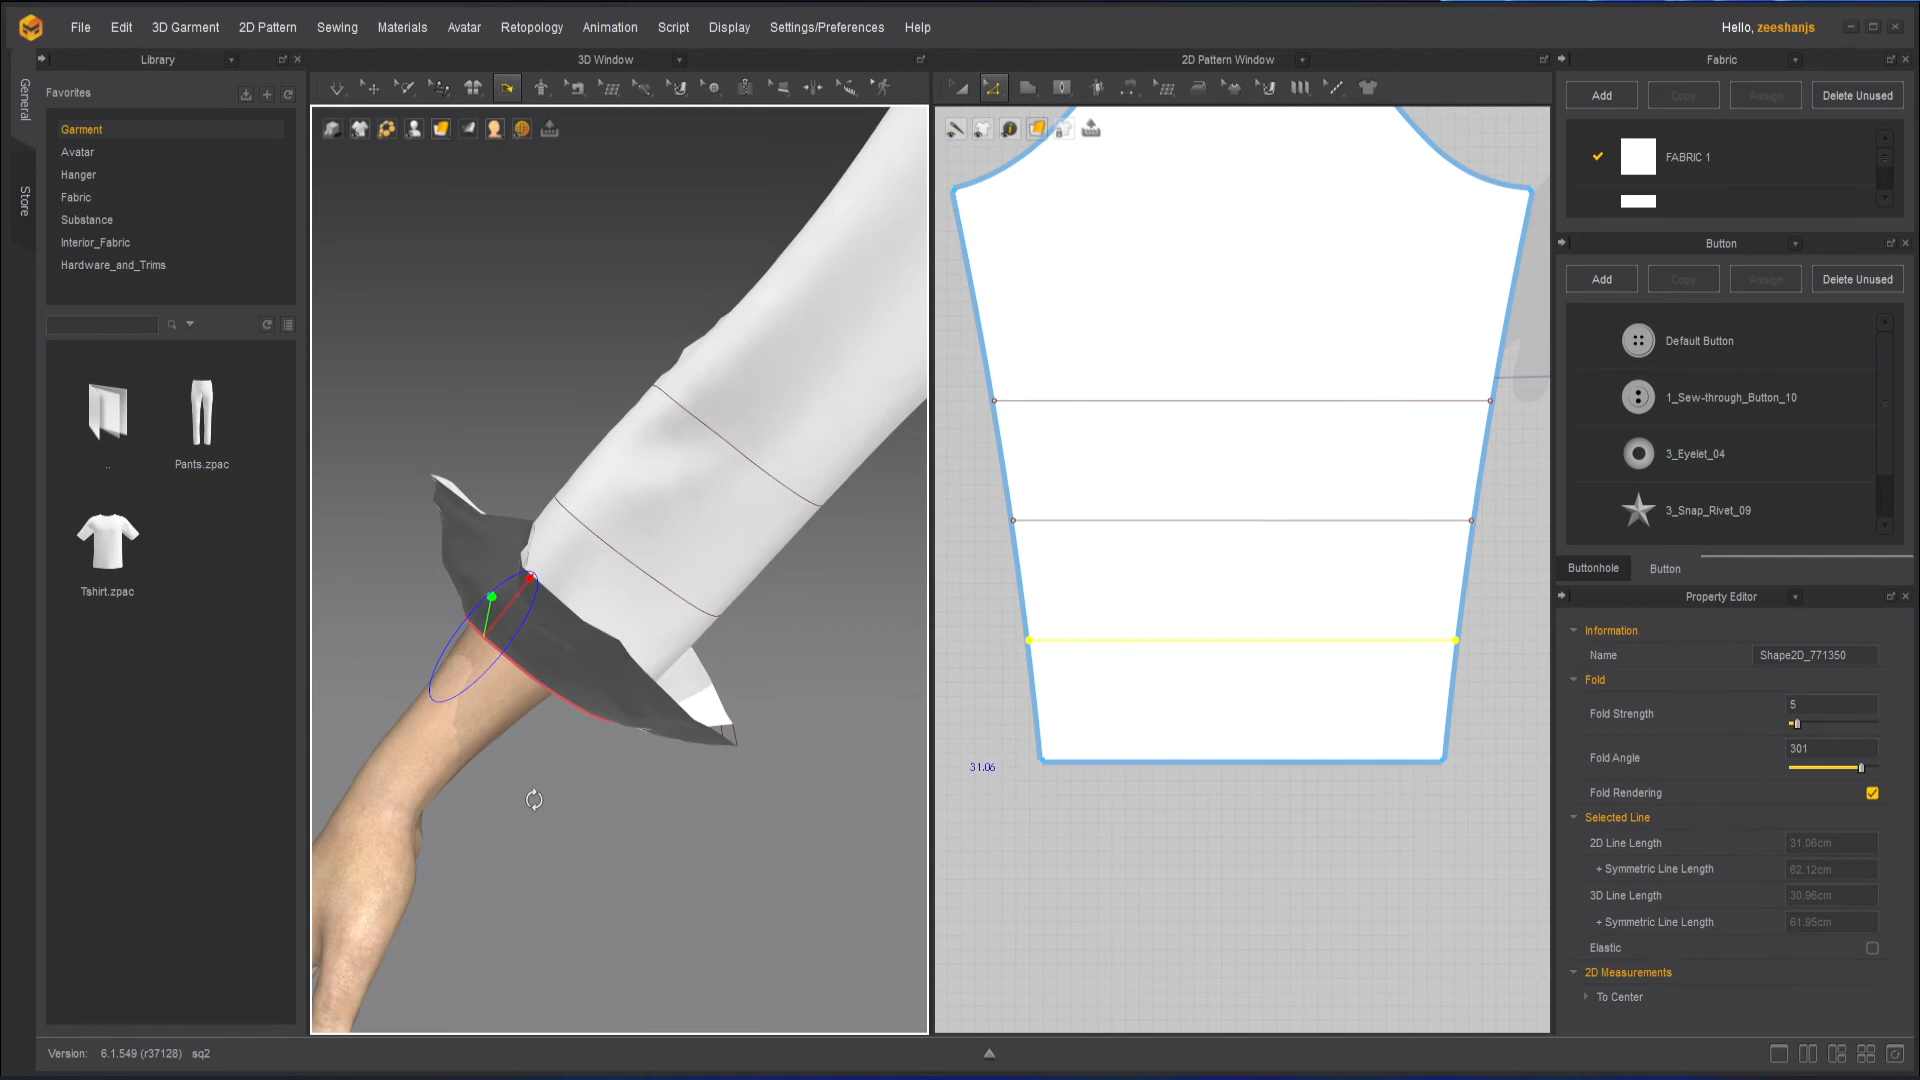 File Edit 3D Garment 2D Pattern Sewing Materials Avatar Retopology Animation Script Display Settings/Preferences Help
Hello, zeeshanjs
General
Store
Library
Favorites
Garment
Avatar
Hanger
Fabric
Substance
Interior_Fabric
Hardware_and_Trims
..
Pants.zpac
Tshirt.zpac
3D Window
2D Pattern Window
31.06
Fabric
Add Copy Assign Delete Unused
FABRIC 1
Button
Add Copy Assign Delete Unused
Default Button
1_Sew-through_Button_10
3_Eyelet_04
3_Snap_Rivet_09
Buttonhole Button
Property Editor
Information
Name Shape2D_771350
Fold
Fold Strength 5
Fold Angle 301
Fold Rendering
Selected Line
2D Line Length 31.06cm
+ Symmetric Line Length 62.12cm
3D Line Length 30.96cm
+ Symmetric Line Length 61.95cm
Elastic
2D Measurements
To Center
Version: 6.1.549 (r37128) sq2